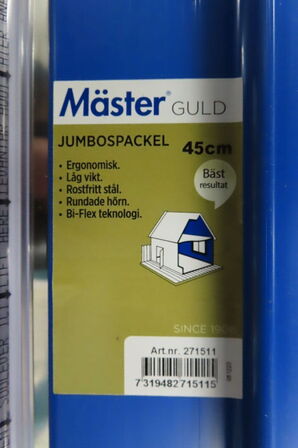 Mäster® GULD
JUMBOSPACKEL 45cm
• Ergonomisk.
• Låg vikt.
• Rostfritt stål.
• Rundade hörn.
• Bi-Flex teknologi.
Bäst
resultat
SINCE
Art.nr. 271511
7319482715115